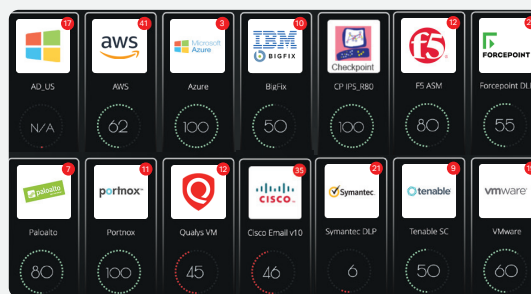 17 41 3 10 12
aws Microsoft Azure IBM BIGFIX Checkpoint f5 FORCEPOINT
AD_US AWS Azure BigFix CP IPS_R80 F5 ASM Forcepoint DL
N/A 62 100 50 100 80 55
7 11 12 35 21 9
paloalto portnox CISCO Symantec tenable vmware
Paloalto Portnox Qualys VM Cisco Email v10 Symantec DLP Tenable SC VMware
80 100 45 46 6 50 60